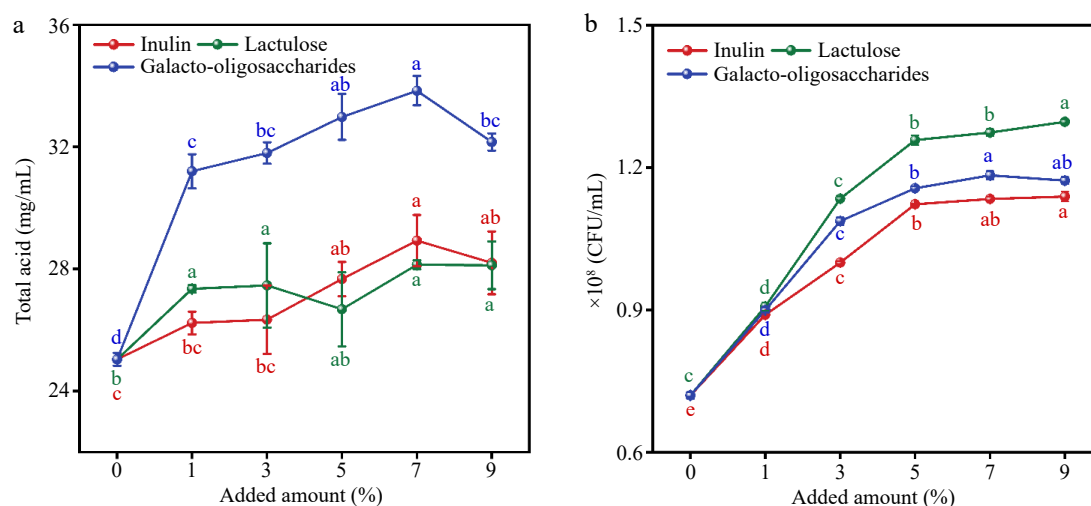 a
36
Inulin Lactulose
Galacto-oligosaccharides
a
ab
bc
bc
c
32
Total acid (mg/mL)
a
a
ab
ab
a
28
bc
bc
ab
a
a
d
b
c
24
0 1 3 5 7 9
Added amount (%)
b
1.5
Inulin Lactulose
Galacto-oligosaccharides
a
b
b
c
1.2
a
ab
b
c
×10⁸ (CFU/mL)
b
ab
a
c
d
0.9
d
d
c
e
0.6
0 1 3 5 7 9
Added amount (%)